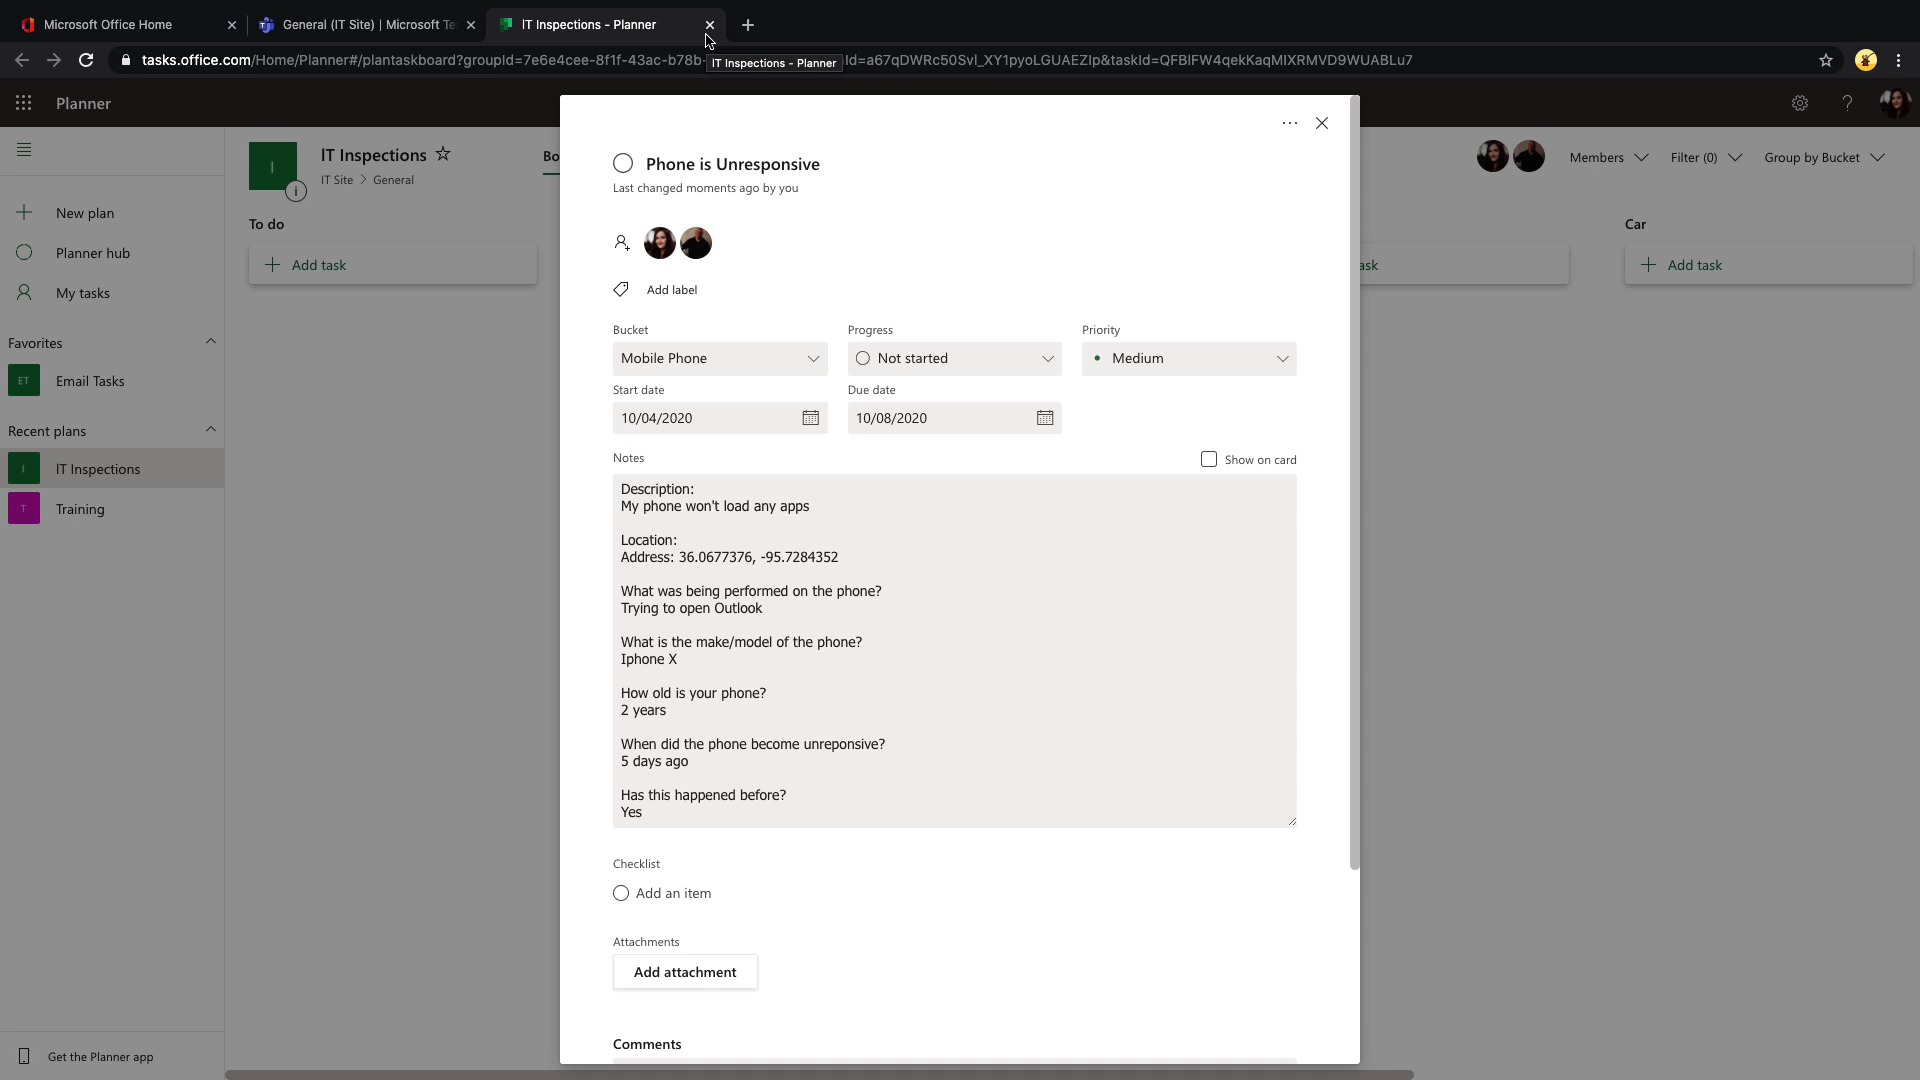 Microsoft Office Home
General (IT Site) | Microsoft Te
IT Inspections - Planner
tasks.office.com/Home/Planner#/plantaskboard?groupId=7e6e4cee-8f1f-43ac-b78b-
IT Inspections - Planner
Planner
IT Inspections
Bo
IT Site > General
Members
Filter (0)
Group by Bucket
New plan
Planner hub
My tasks
Favorites
ET
Email Tasks
Recent plans
I
IT Inspections
T
Training
Get the Planner app
To do
Add task
ask
Car
Add task
Phone is Unresponsive
Last changed moments ago by you
Add label
Bucket
Progress
Priority
Mobile Phone
Not started
Medium
Start date
Due date
10/04/2020
10/08/2020
Notes
Show on card
Description:
My phone won't load any apps
Location:
Address: 36.0677376, -95.7284352
What was being performed on the phone?
Trying to open Outlook
What is the make/model of the phone?
Iphone X
How old is your phone?
2 years
When did the phone become unreponsive?
5 days ago
Has this happened before?
Yes
Checklist
Add an item
Attachments
Add attachment
Comments